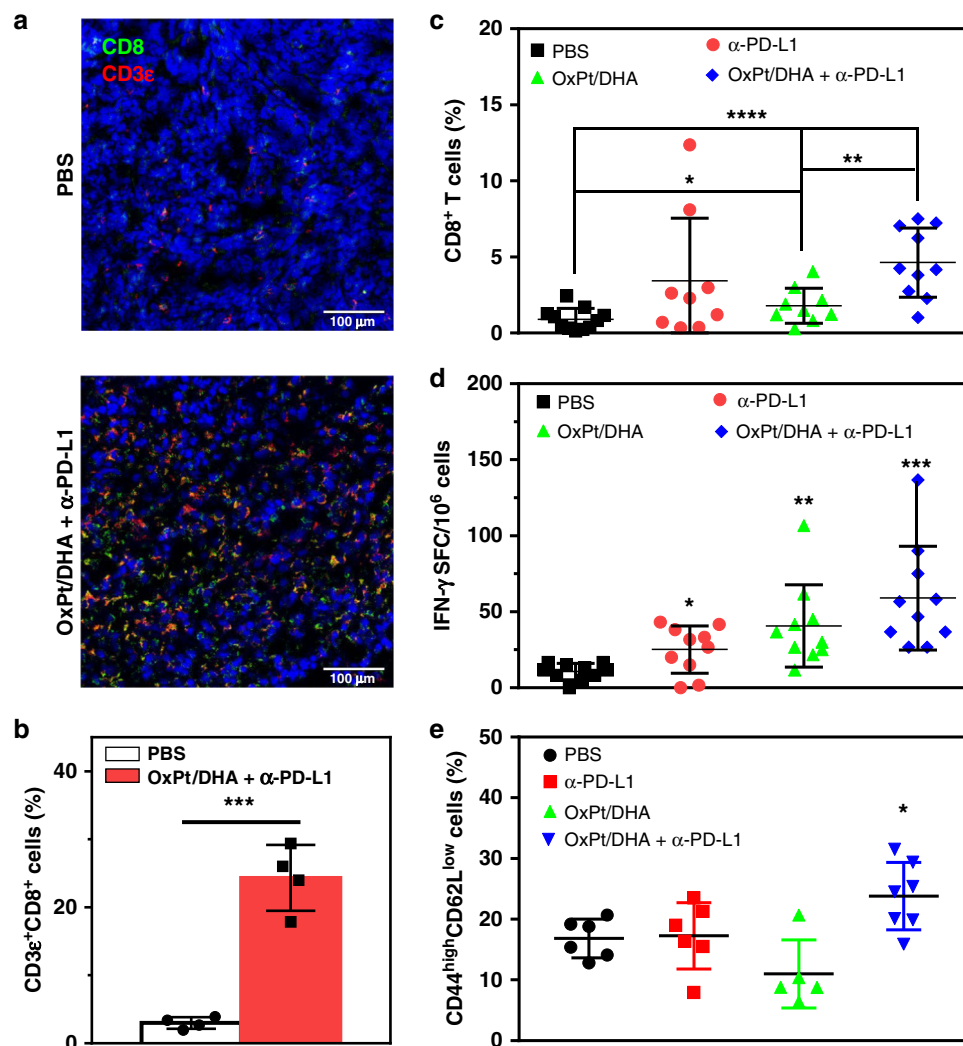 a
CD8
CD3ε
PBS
100 µm
OxPt/DHA + α-PD-L1
100 µm
b
PBS
OxPt/DHA + α-PD-L1
***
CD3ε⁺CD8⁺ cells (%)
40
20
0
c
PBS
α-PD-L1
OxPt/DHA
OxPt/DHA + α-PD-L1
****
*
**
CD8⁺ T cells (%)
20
15
10
5
0
d
PBS
α-PD-L1
OxPt/DHA
OxPt/DHA + α-PD-L1
*
**
***
IFN-γ SFC/10⁶ cells
200
150
100
50
0
e
PBS
α-PD-L1
OxPt/DHA
OxPt/DHA + α-PD-L1
*
CD44ʰⁱᵍʰCD62Lˡᵒʷ cells (%)
50
40
30
20
10
0